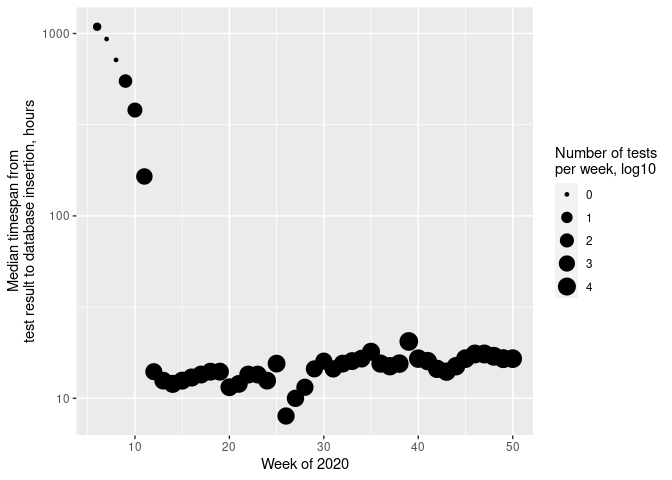 1000
100
10
Median timespan from
test result to database insertion, hours
10
20
30
40
50
Week of 2020
Number of tests
per week, log10
0
1
2
3
4